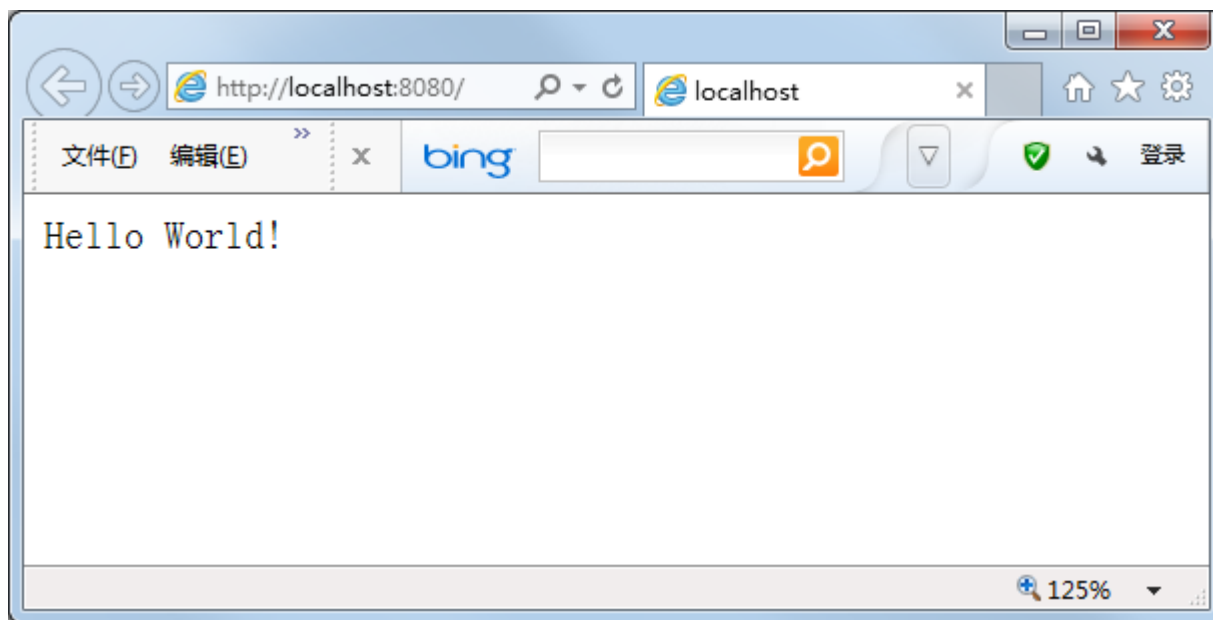 http://localhost:8080/ localhost
文件(F) 编辑(E) bing 登录
Hello World!
125%